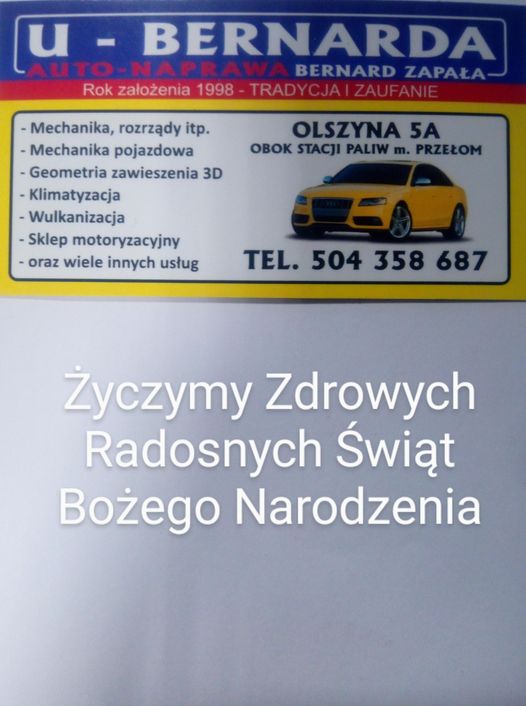 u - BERNARDA
AUTO-NAPRAWA BERNARD ZAPAŁA
Rok założenia 1998 - TRADYCJA I ZAUFANIE
- Mechanika, rozrządy itp.
- Mechanika pojazdowa
- Geometria zawieszenia 3D
- Klimatyzacja
- Wulkanizacja
- Sklep motoryzacyjny
- oraz wiele innych usług
OLSZYNA 5A
OBOK STACJI PALIW m. PRZEŁOM
TEL. 504 358 687
Życzymy Zdrowych
Radosnych Świąt
Bożego Narodzenia